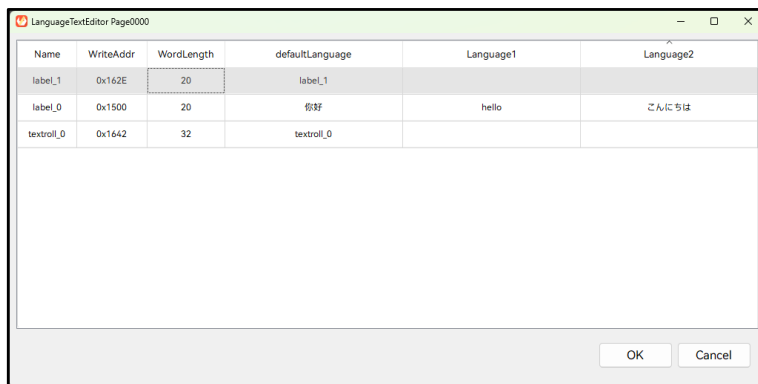 LanguageTextEditor Page0000
Name WriteAddr WordLength defaultLanguage Language1 Language2
label_1 0x162E 20 label_1
label_0 0x1500 20 你好 hello こんにちは
textroll_0 0x1642 32 textroll_0
OK Cancel